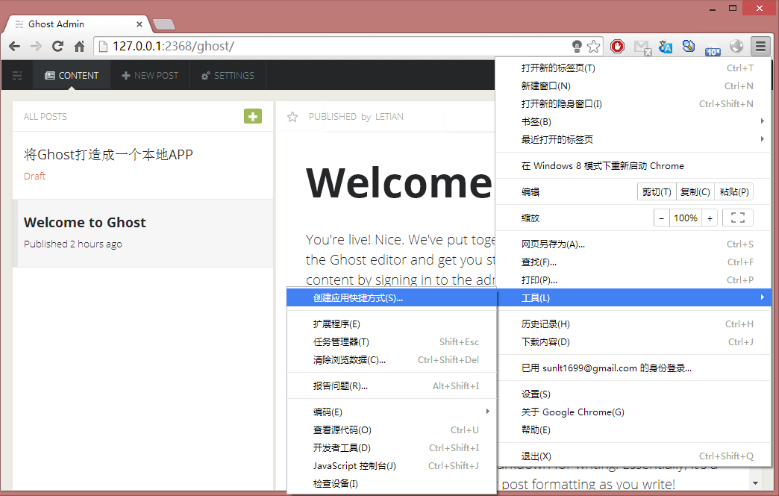 Ghost Admin
127.0.0.1:2368/ghost/
CONTENT
NEW POST
SETTINGS
ALL POSTS
将Ghost打造成一个本地APP
Draft
Welcome to Ghost
Published 2 hours ago
PUBLISHED by LETIAN
Welcome
You're live! Nice. We've put toge
the Ghost editor and get you st
content by signing in to the adr
打开新的标签页(T) Ctrl+T
新建窗口(N) Ctrl+N
打开新的隐身窗口(I) Ctrl+Shift+N
书签(B)
最近打开的标签页
在 Windows 8 模式下重新启动 Chrome
编辑 剪切(T) 复制(C) 粘贴(P)
缩放 − 100% +
网页另存为(A)... Ctrl+S
查找(F)... Ctrl+F
打印(P)... Ctrl+P
工具(L)
历史记录(H) Ctrl+H
下载内容(D) Ctrl+J
已用 sunlt1699@gmail.com 的身份登录...
设置(S)
关于 Google Chrome(G)
帮助(E)
退出(X) Ctrl+Shift+Q
创建应用快捷方式(S)...
扩展程序(E)
任务管理器(T) Shift+Esc
清除浏览数据(C)... Ctrl+Shift+Del
报告问题(R)... Alt+Shift+I
编码(E)
查看源代码(O) Ctrl+U
开发者工具(D) Ctrl+Shift+I
JavaScript 控制台(J) Ctrl+Shift+J
检查设备(I)
for writing. Essentially, it's a
post formatting as you write!